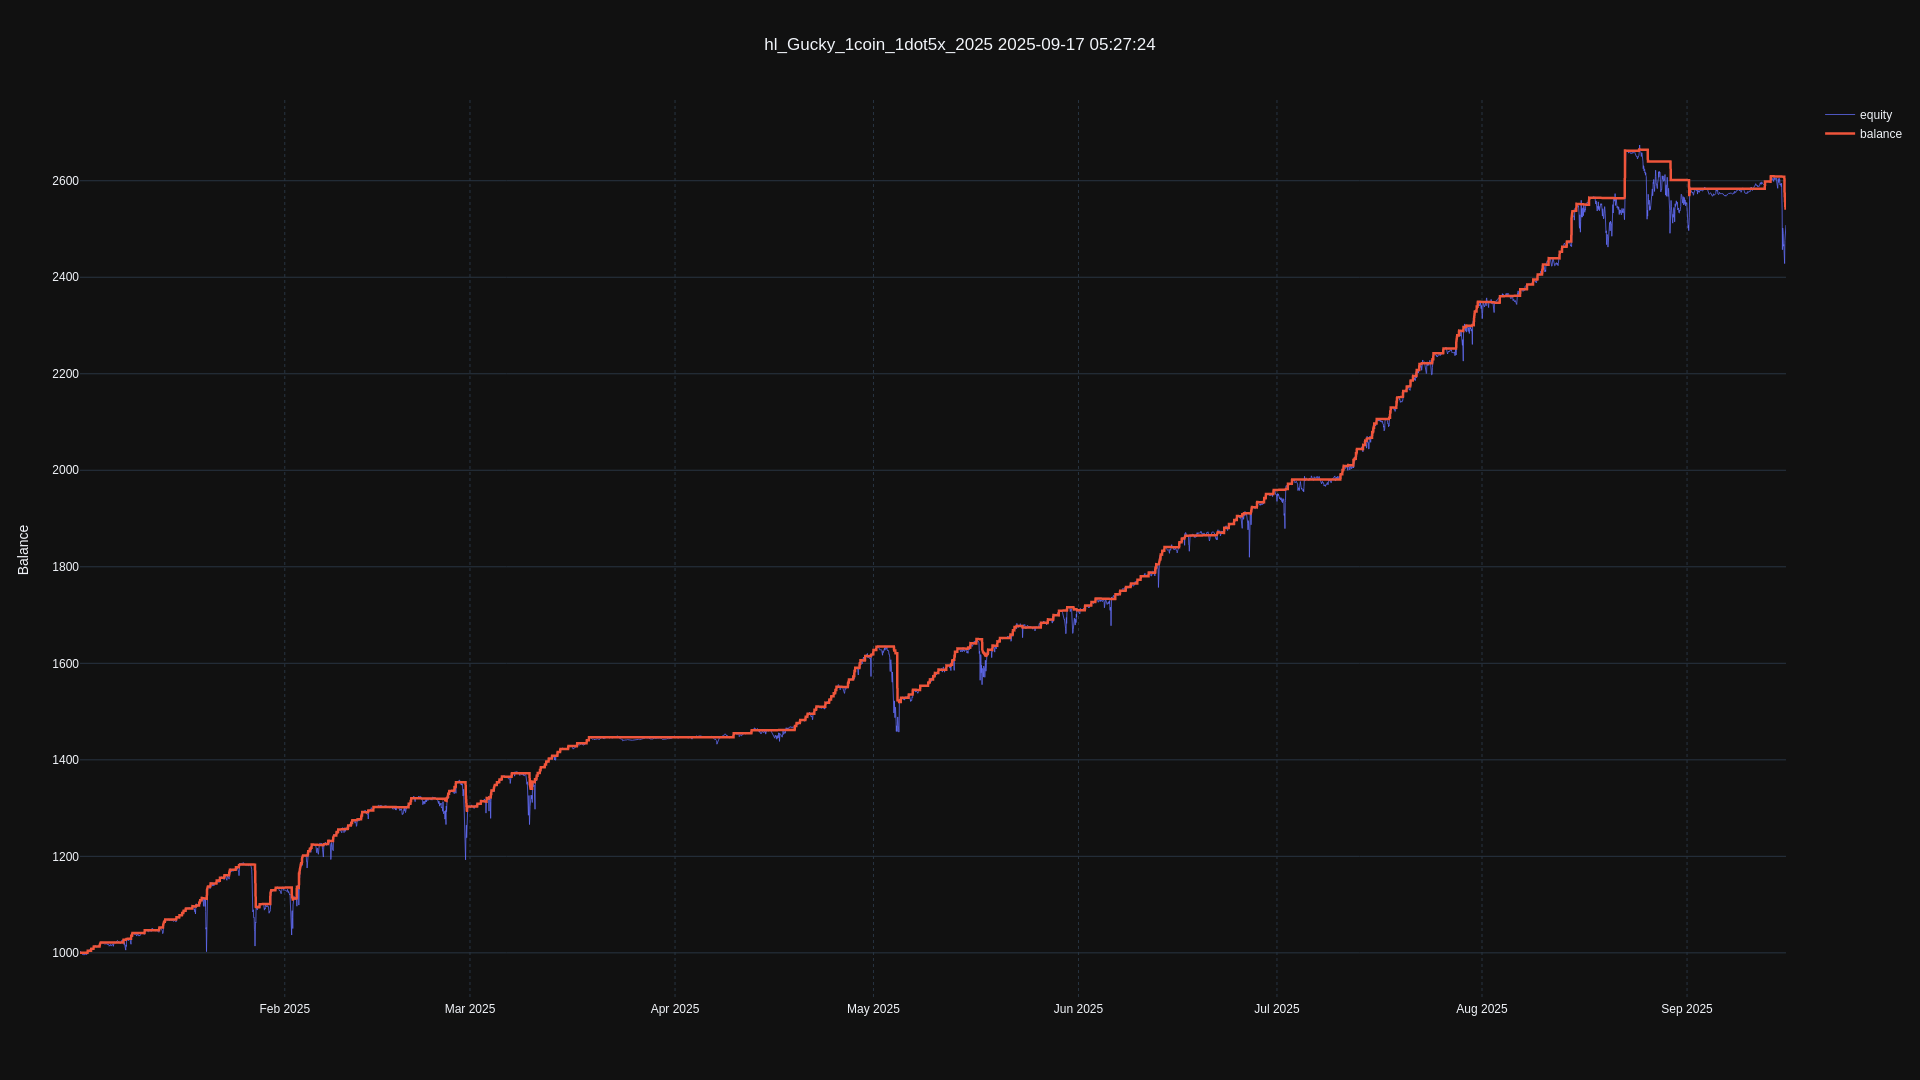 hl_Gucky_1coin_1dot5x_2025 2025-09-17 05:27:24
equity
balance
2600
2400
2200
2000
1800
1600
1400
1200
1000
Balance
Feb 2025
Mar 2025
Apr 2025
May 2025
Jun 2025
Jul 2025
Aug 2025
Sep 2025